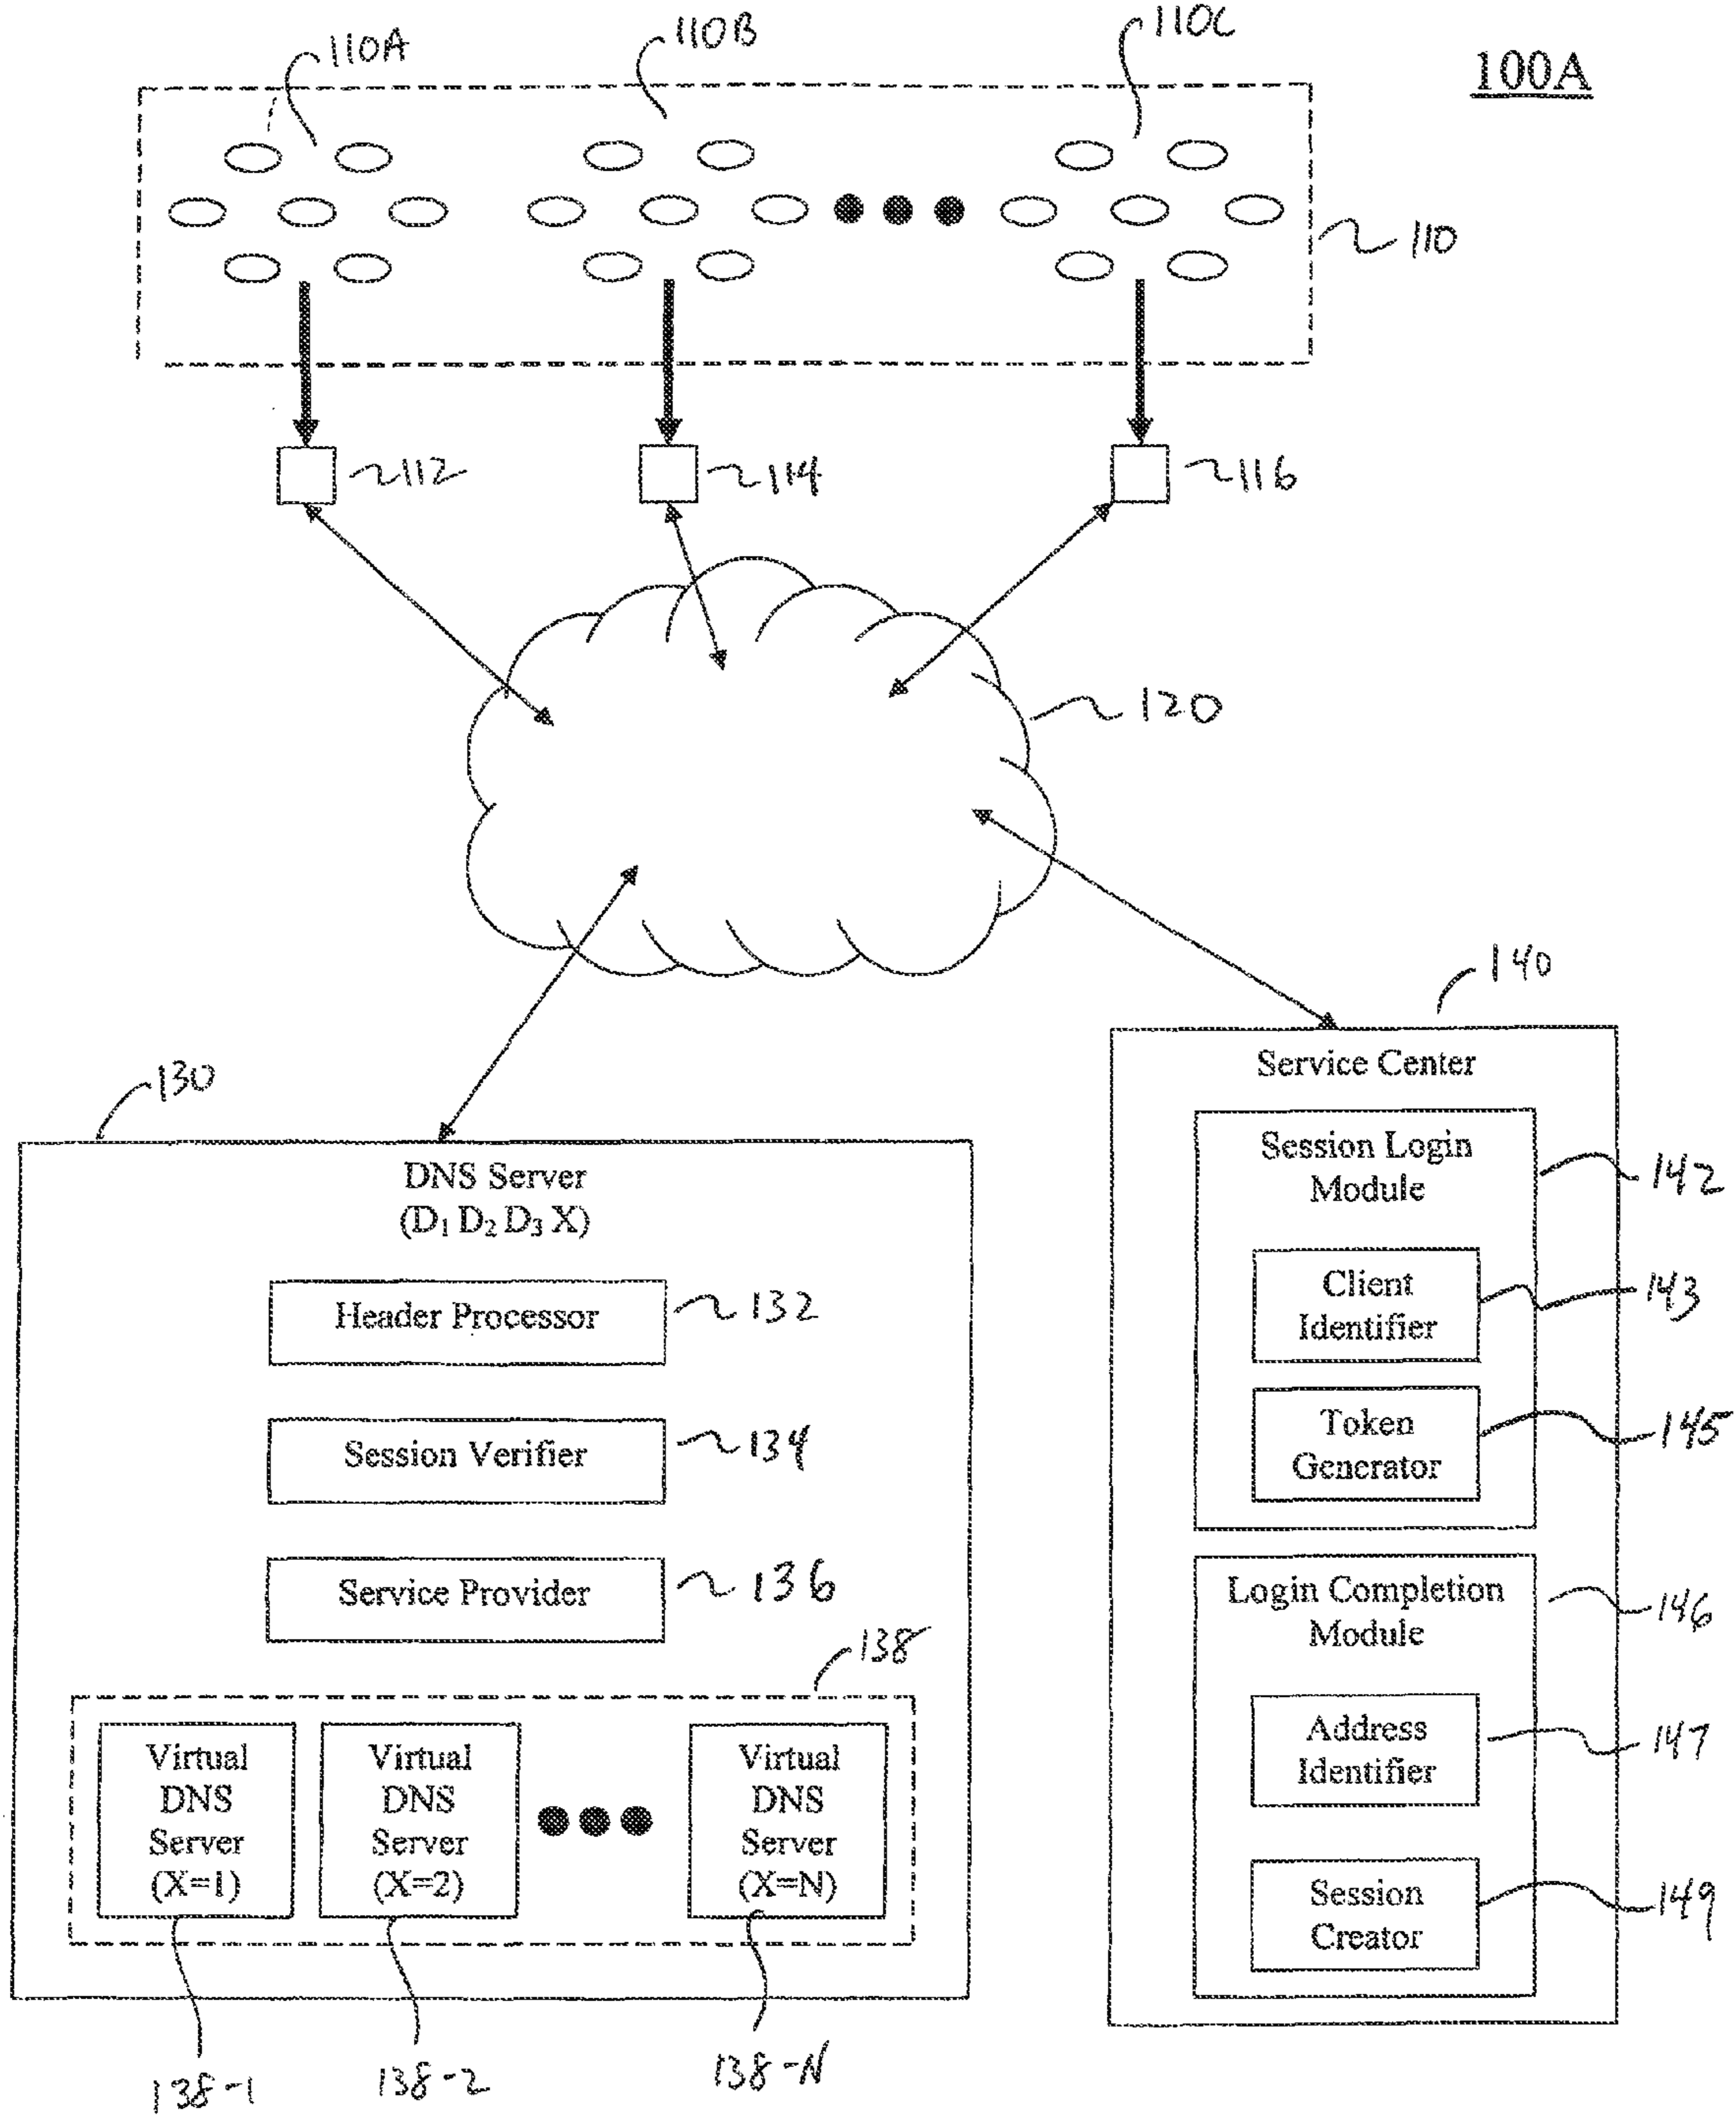 110A
110B
110C
100A
110
112
114
116
120
140
130
Service Center
DNS Server
(D₁ D₂ D₃ X)
Session Login
Module
142
Header Processor
132
Client
Identifier
143
Session Verifier
134
Token
Generator
145
Service Provider
136
Login Completion
Module
146
138
Virtual
DNS
Server
(X=1)
Virtual
DNS
Server
(X=2)
Virtual
DNS
Server
(X=N)
Address
Identifier
147
Session
Creator
149
138-1
138-2
138-N